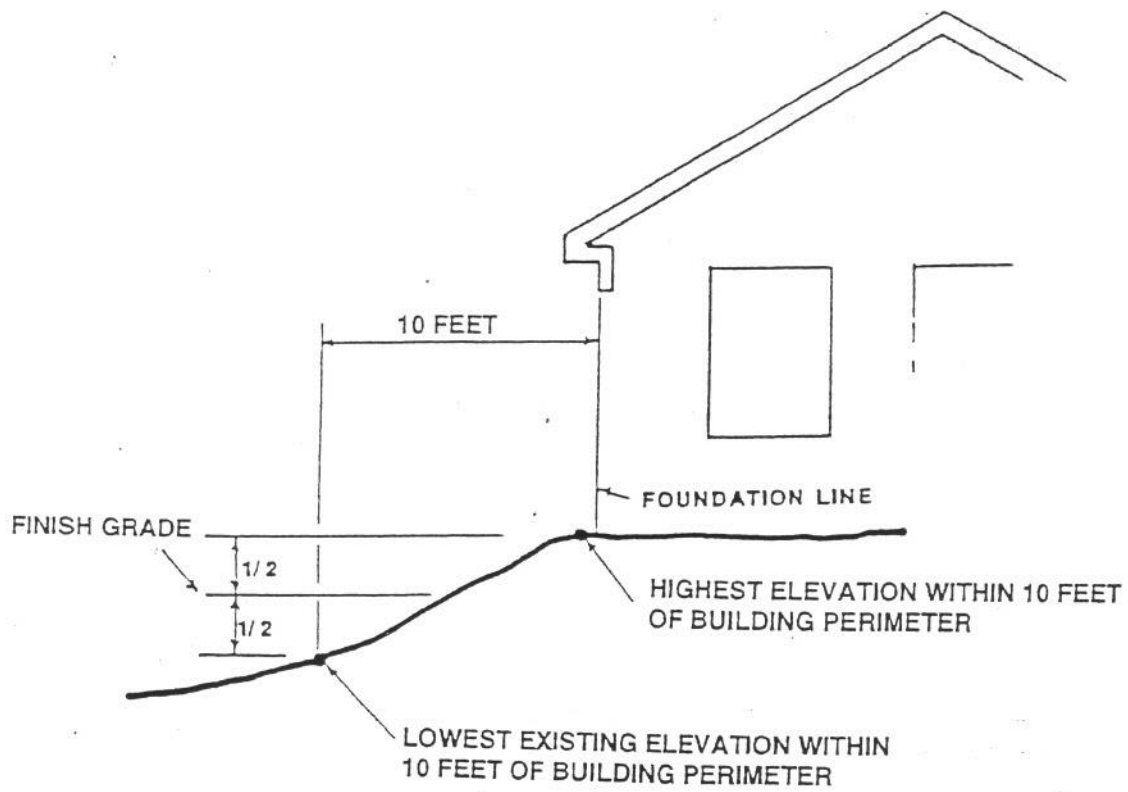 10 FEET
FOUNDATION LINE
FINISH GRADE
1/2
1/2
HIGHEST ELEVATION WITHIN 10 FEET
OF BUILDING PERIMETER
LOWEST EXISTING ELEVATION WITHIN
10 FEET OF BUILDING PERIMETER